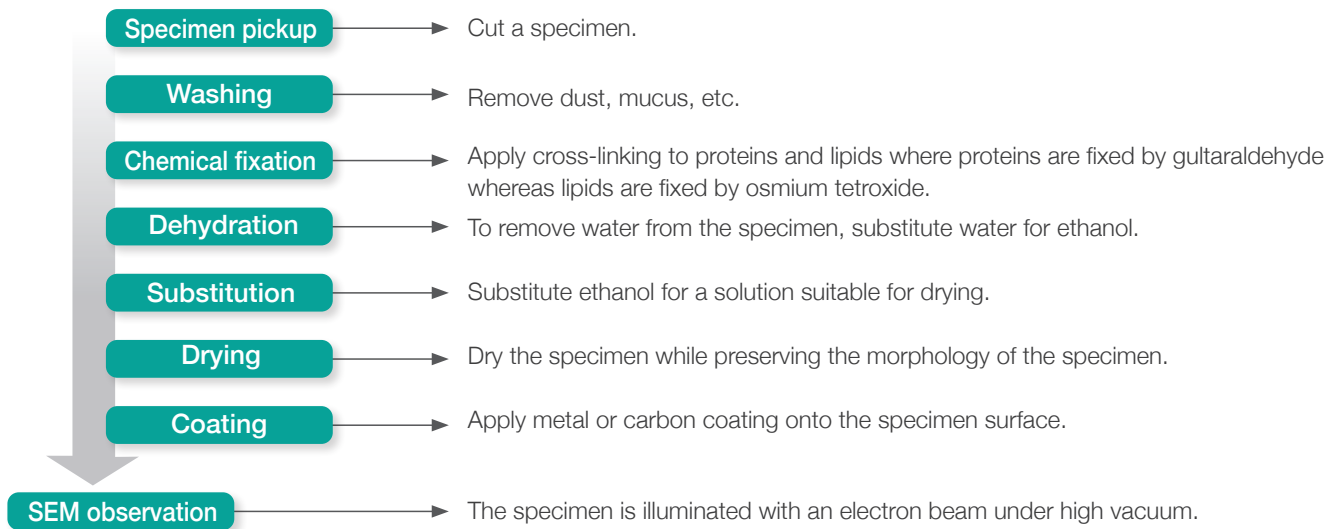 Specimen pickup
Cut a specimen.
Washing
Remove dust, mucus, etc.
Chemical fixation
Apply cross-linking to proteins and lipids where proteins are fixed by gultaraldehyde
whereas lipids are fixed by osmium tetroxide.
Dehydration
To remove water from the specimen, substitute water for ethanol.
Substitution
Substitute ethanol for a solution suitable for drying.
Drying
Dry the specimen while preserving the morphology of the specimen.
Coating
Apply metal or carbon coating onto the specimen surface.
SEM observation
The specimen is illuminated with an electron beam under high vacuum.